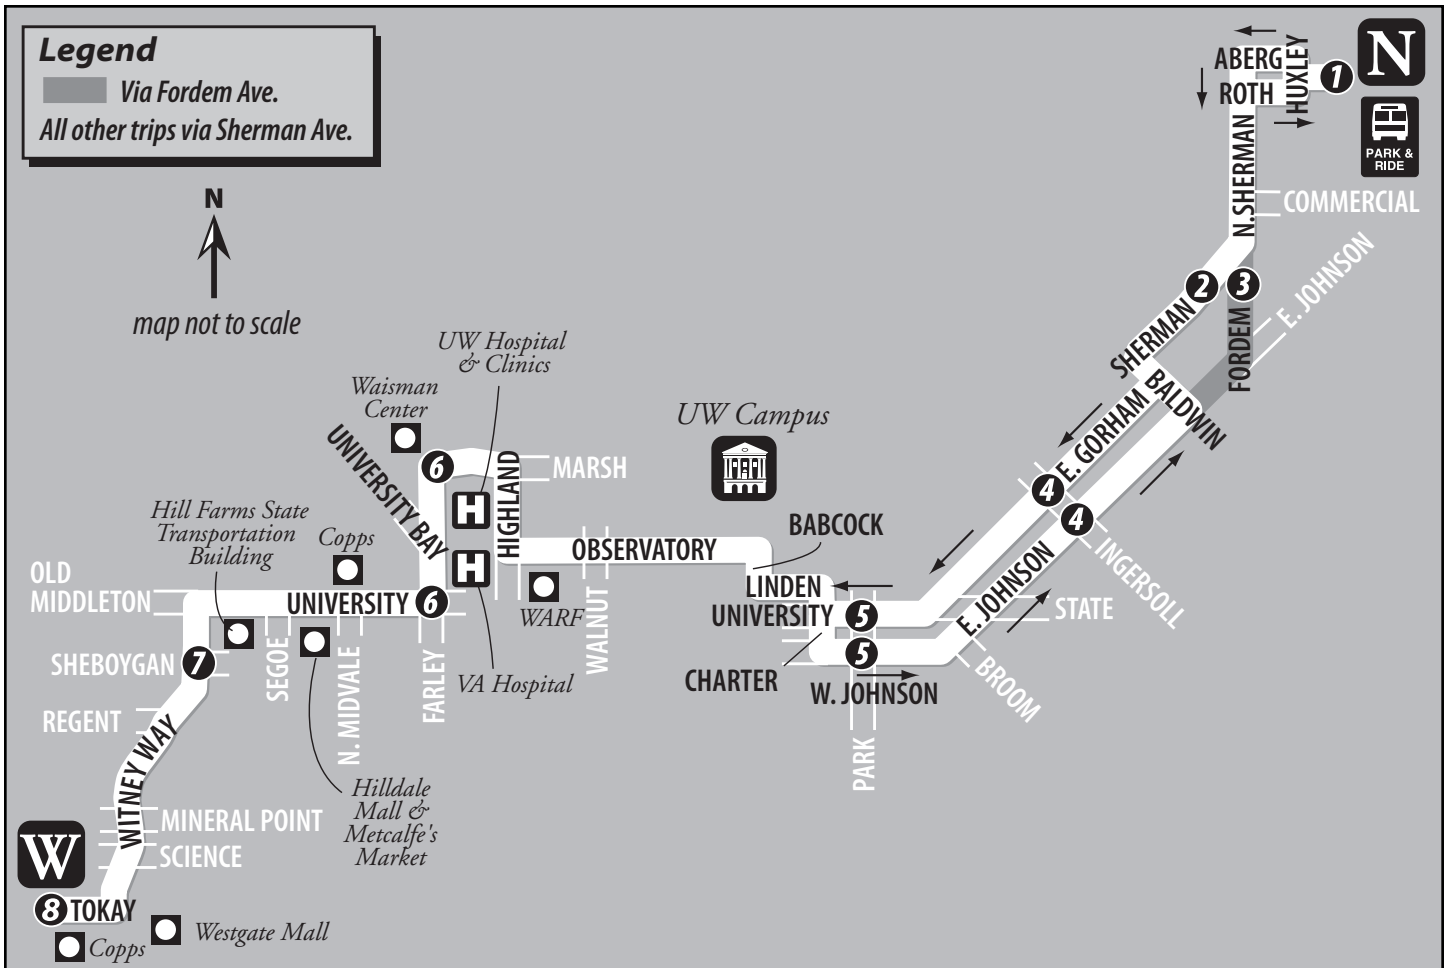 Legend
Via Fordem Ave.
All other trips via Sherman Ave.
N
map not to scale
N
PARK &
RIDE
ABERG
ROTH
HUXLEY
1
N.SHERMAN
COMMERCIAL
E. JOHNSON
2
3
SHERMAN
FORDEM
BALDWIN
E. GORHAM
4
4
INGERSOLL
E. JOHNSON
STATE
BROOM
UW Campus
UW Hospital
& Clinics
Waisman
Center
UNIVERSITY BAY
6
H
H
HIGHLAND
MARSH
OBSERVATORY
BABCOCK
LINDEN
UNIVERSITY
5
5
CHARTER
W. JOHNSON
PARK
WALNUT
WARF
VA Hospital
Hill Farms State
Transportation
Building
Copps
OLD
MIDDLETON
UNIVERSITY
6
SHEBOYGAN
7
SEGOE
N. MIDVALE
FARLEY
REGENT
WITNEY WAY
Hilldale
Mall &
Metcalfe's
Market
MINERAL POINT
SCIENCE
W
8
TOKAY
Westgate Mall
Copps